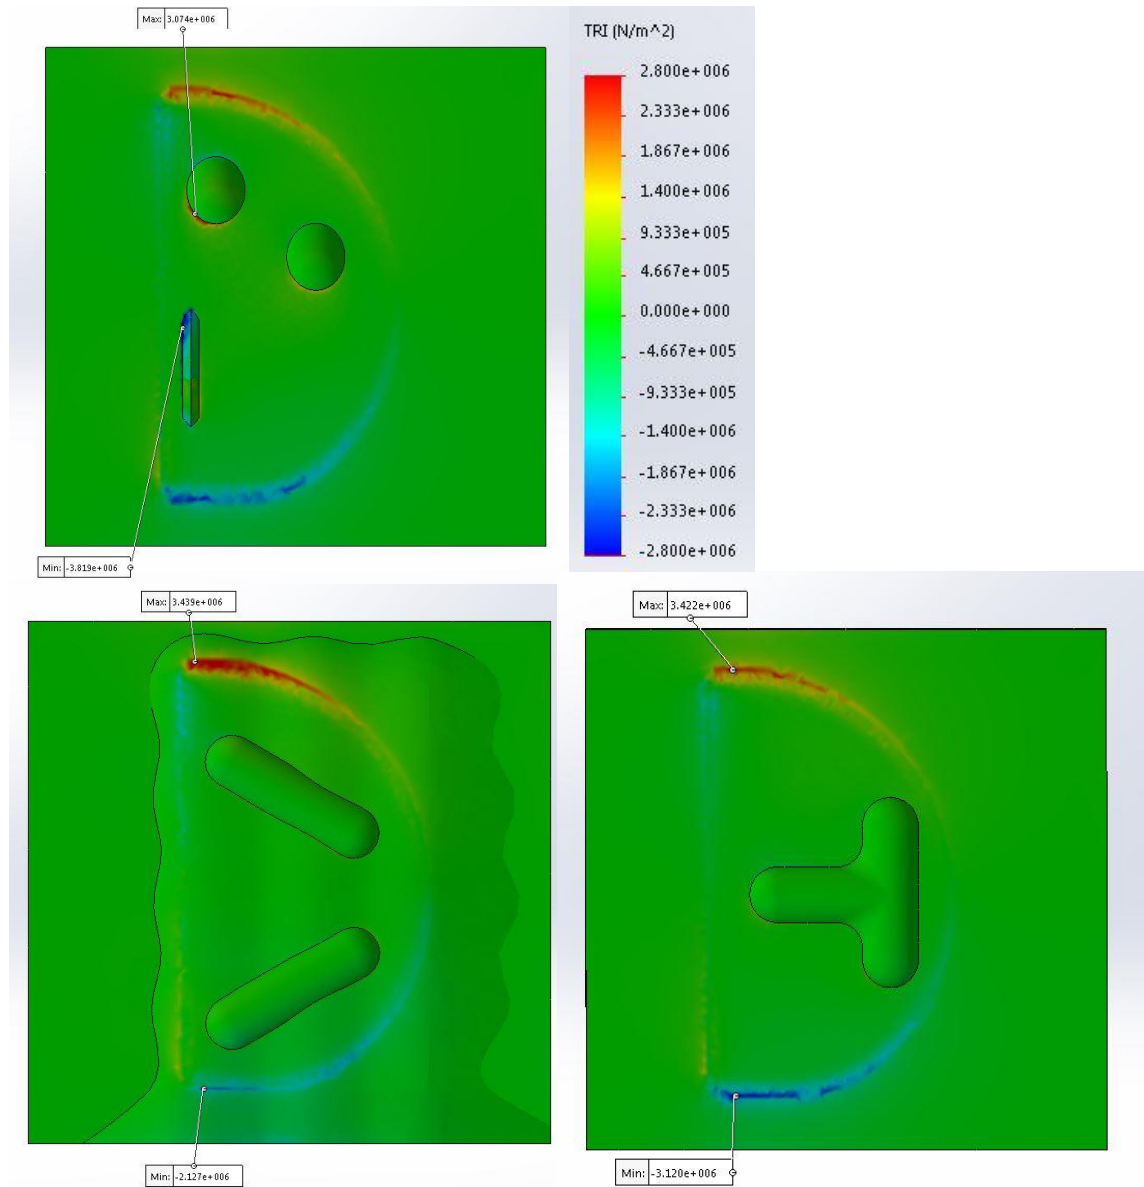 Max: 3.074e+006
TRI (N/m^2)
2.800e+006
2.333e+006
1.867e+006
1.400e+006
9.333e+005
4.667e+005
0.000e+000
-4.667e+005
-9.333e+005
-1.400e+006
-1.867e+006
-2.333e+006
-2.800e+006
Min: -3.819e+006
Max: 3.439e+006
Max: 3.422e+006
Min: -2.127e+006
Min: -3.120e+006